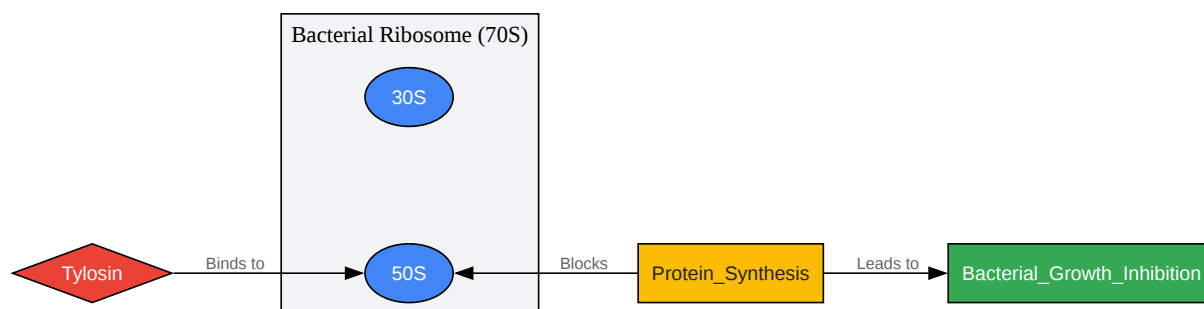 Bacterial Ribosome (70S)
30S
Tylosin
Binds to
50S
Blocks
Protein_Synthesis
Leads to
Bacterial_Growth_Inhibition